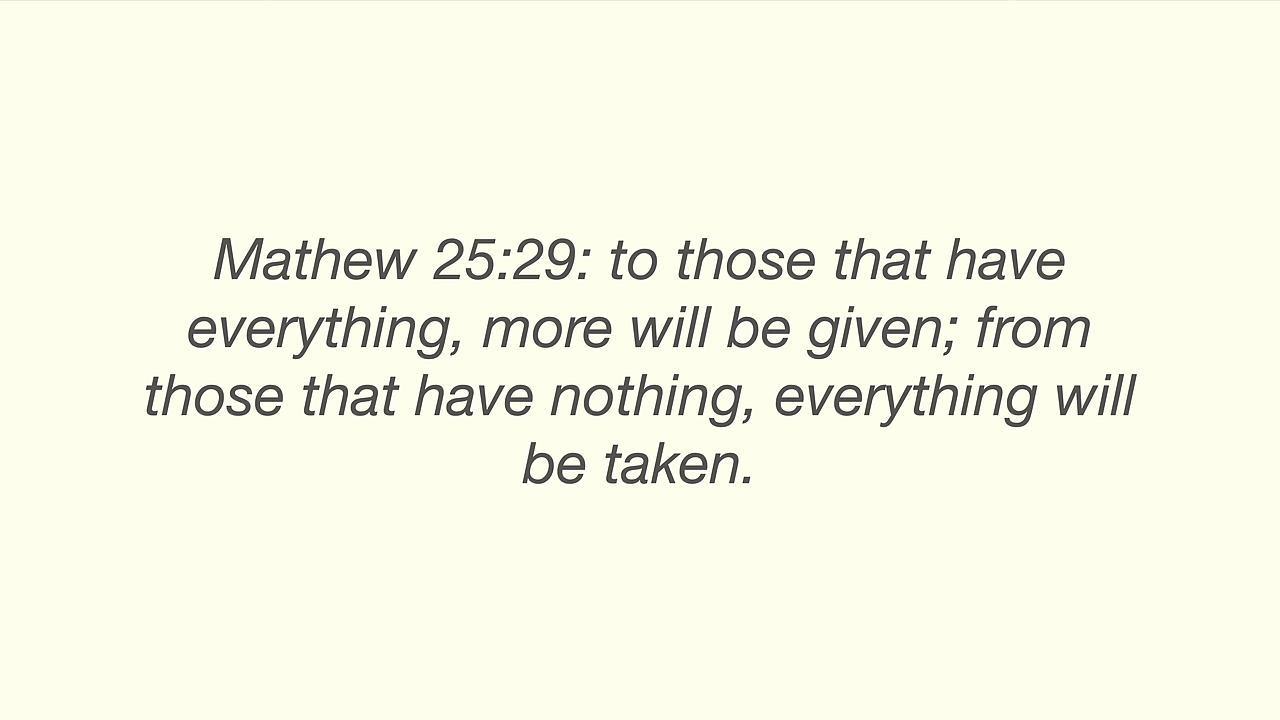 Mathew 25:29: to those that have
everything, more will be given; from
those that have nothing, everything will
be taken.